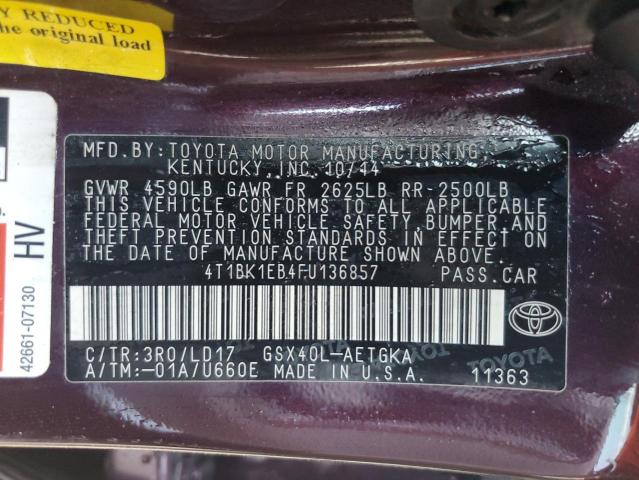 Y REDUCED
he original load
42661-07130
HV
MFD. BY: TOYOTA MOTOR MANUFACTURING
KENTUCKY, INC. 10/14
GVWR 4590LB GAWR FR 2625LB RR-2500LB
THIS VEHICLE CONFORMS TO ALL APPLICABLE
FEDERAL MOTOR VEHICLE SAFETY, BUMPER, AND
THEFT PREVENTION STANDARDS IN EFFECT ON
THE DATE OF MANUFACTURE SHOWN ABOVE.
4T1BK1EB4FU136857 PASS.CAR
C/TR:3R0/LD17 GSX40L-AETGKA
A/TM:-01A/U660E MADE IN U.S.A. 11363
TOYOTA